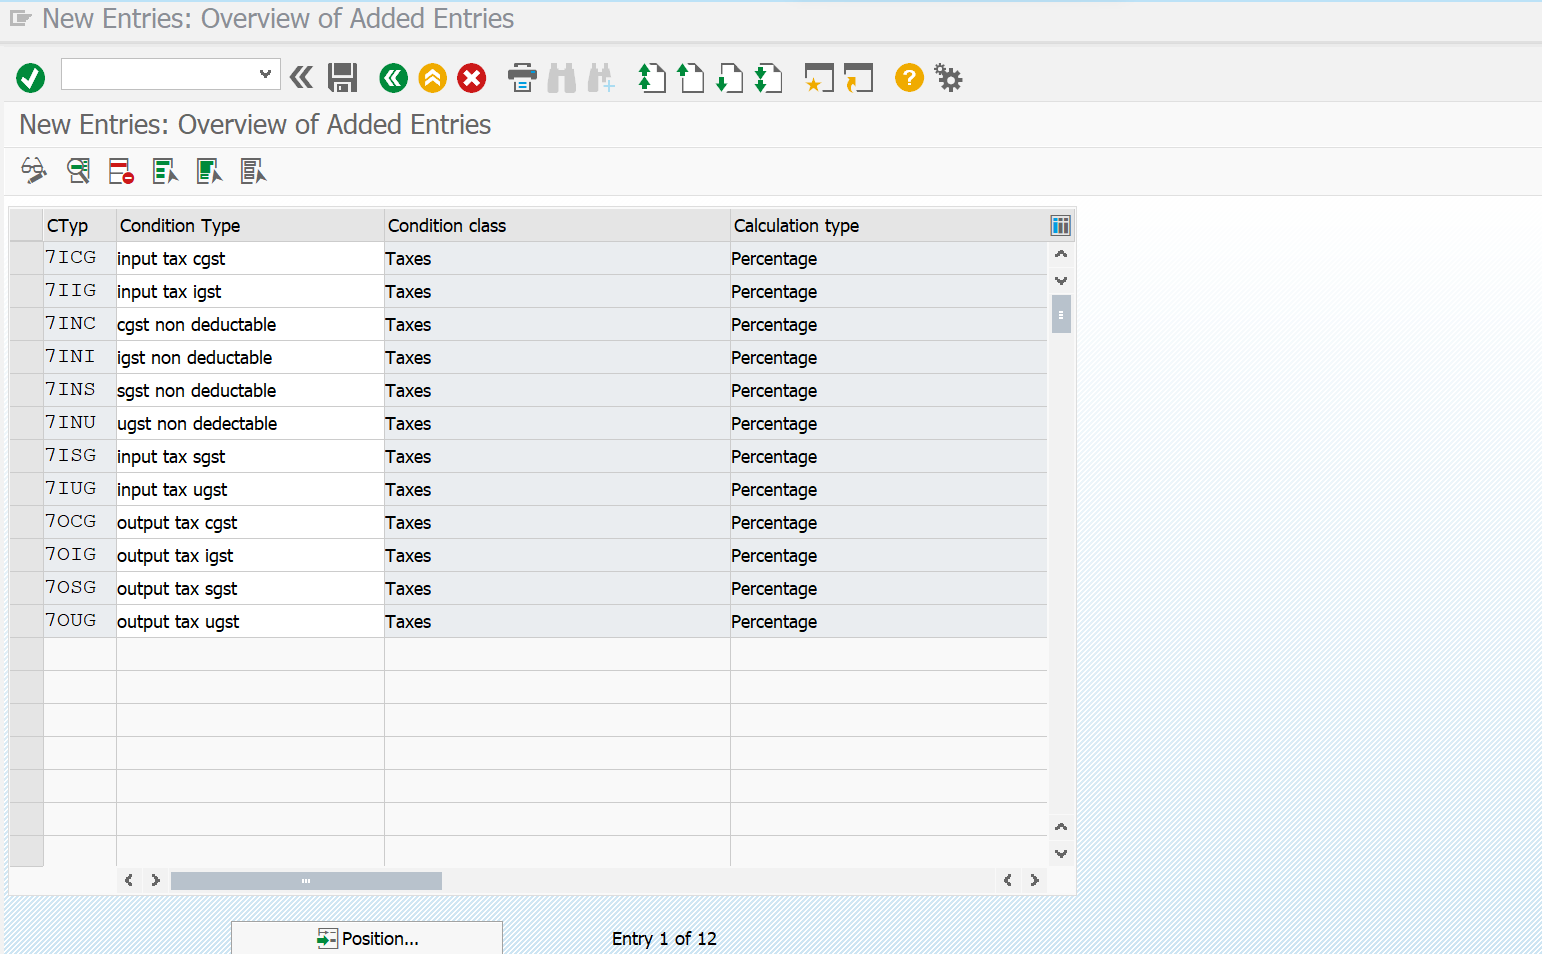 New Entries: Overview of Added Entries
New Entries: Overview of Added Entries
CTyp Condition Type Condition class Calculation type
7ICG input tax cgst Taxes Percentage
7IIG input tax igst Taxes Percentage
7INC cgst non deductable Taxes Percentage
7INI igst non deductable Taxes Percentage
7INS sgst non deductable Taxes Percentage
7INU ugst non dedectable Taxes Percentage
7ISG input tax sgst Taxes Percentage
7IUG input tax ugst Taxes Percentage
7OCG output tax cgst Taxes Percentage
7OIG output tax igst Taxes Percentage
7OSG output tax sgst Taxes Percentage
7OUG output tax ugst Taxes Percentage
Position... Entry 1 of 12